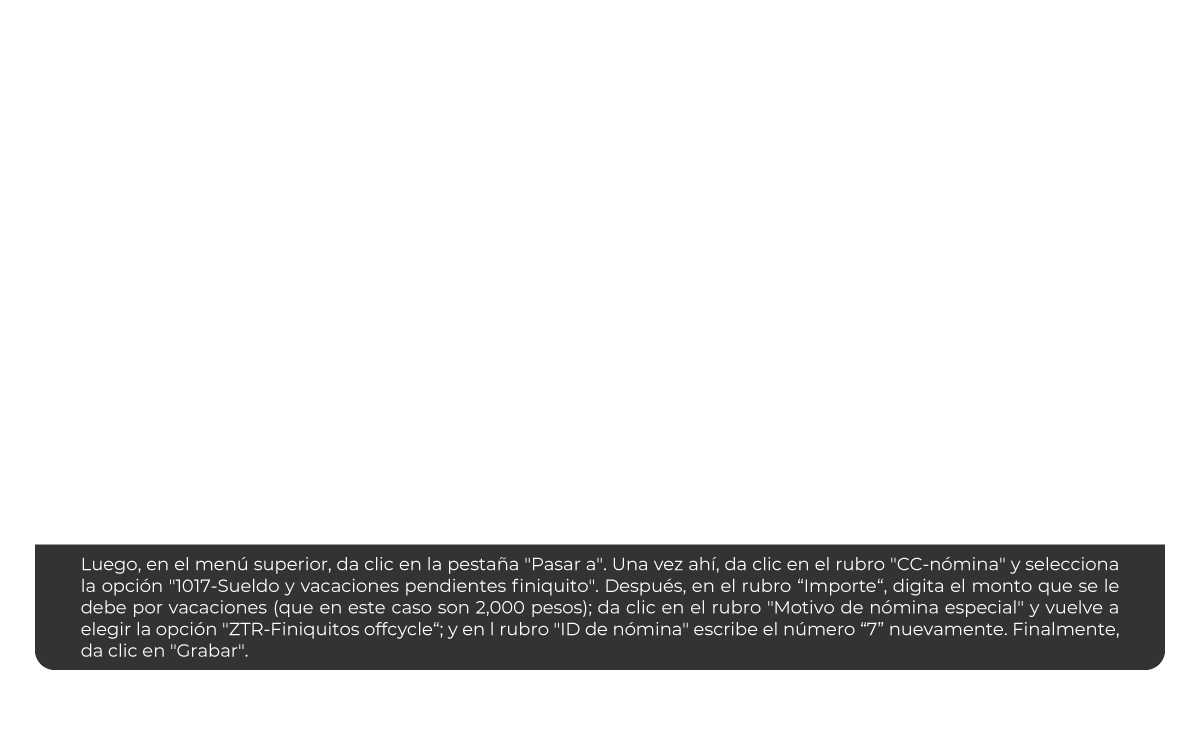 Luego, en el menú superior, da clic en la pestaña "Pasar a". Una vez ahí, da clic en el rubro "CC-nómina" y selecciona
la opción "1017-Sueldo y vacaciones pendientes finiquito". Después, en el rubro “Importe“, digita el monto que se le
debe por vacaciones (que en este caso son 2,000 pesos); da clic en el rubro "Motivo de nómina especial" y vuelve a
elegir la opción "ZTR-Finiquitos offcycle“; y en l rubro "ID de nómina" escribe el número “7” nuevamente. Finalmente,
da clic en "Grabar".